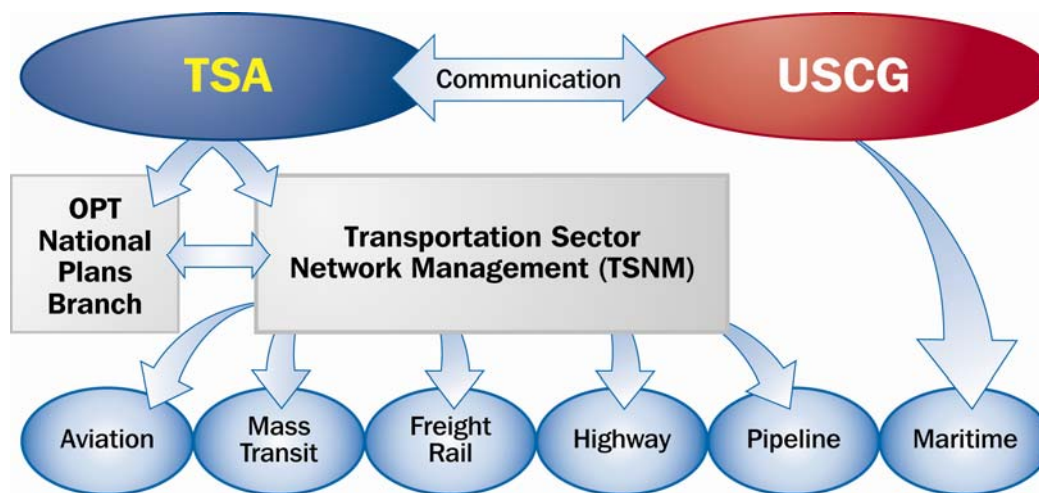 TSA
Communication
USCG
OPT
National
Plans
Branch
Transportation Sector
Network Management (TSNM)
Aviation
Mass
Transit
Freight
Rail
Highway
Pipeline
Maritime